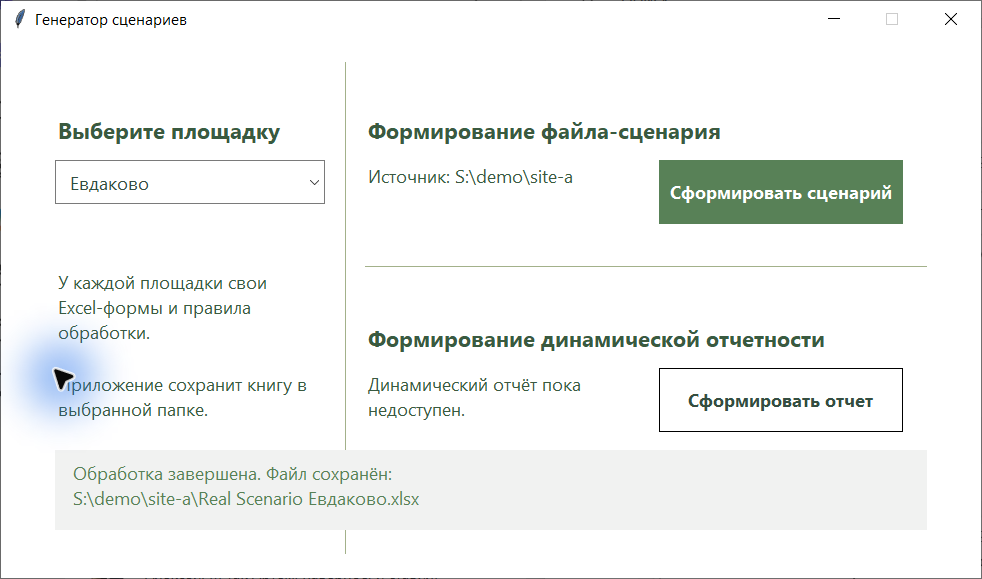 Генератор сценариев
Выберите площадку
Евдаково
У каждой площадки свои
Excel-формы и правила
обработки.
Приложение сохранит книгу в
выбранной папке.
Формирование файла-сценария
Источник: S:\demo\site-a
Сформировать сценарий
Формирование динамической отчетности
Динамический отчёт пока
недоступен.
Сформировать отчет
Обработка завершена. Файл сохранён:
S:\demo\site-a\Real Scenario Евдаково.xlsx